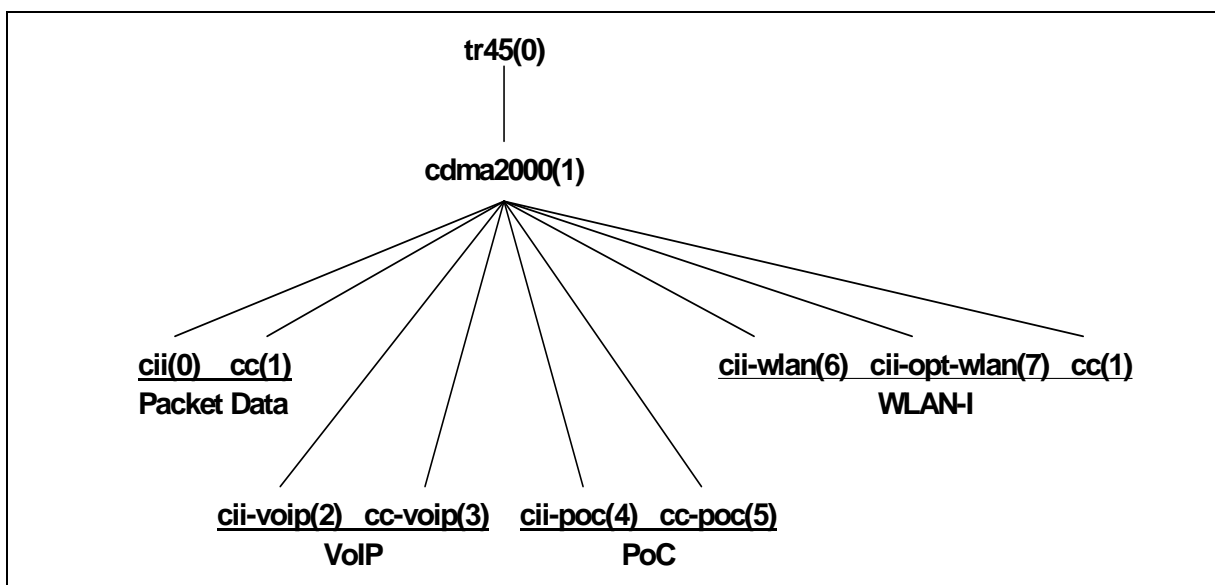 tr45(0)
cdma2000(1)
cii(0) cc(1)
Packet Data
cii-wlan(6) cii-opt-wlan(7) cc(1)
WLAN-I
cii-voip(2) cc-voip(3)
VoIP
cii-poc(4) cc-poc(5)
PoC